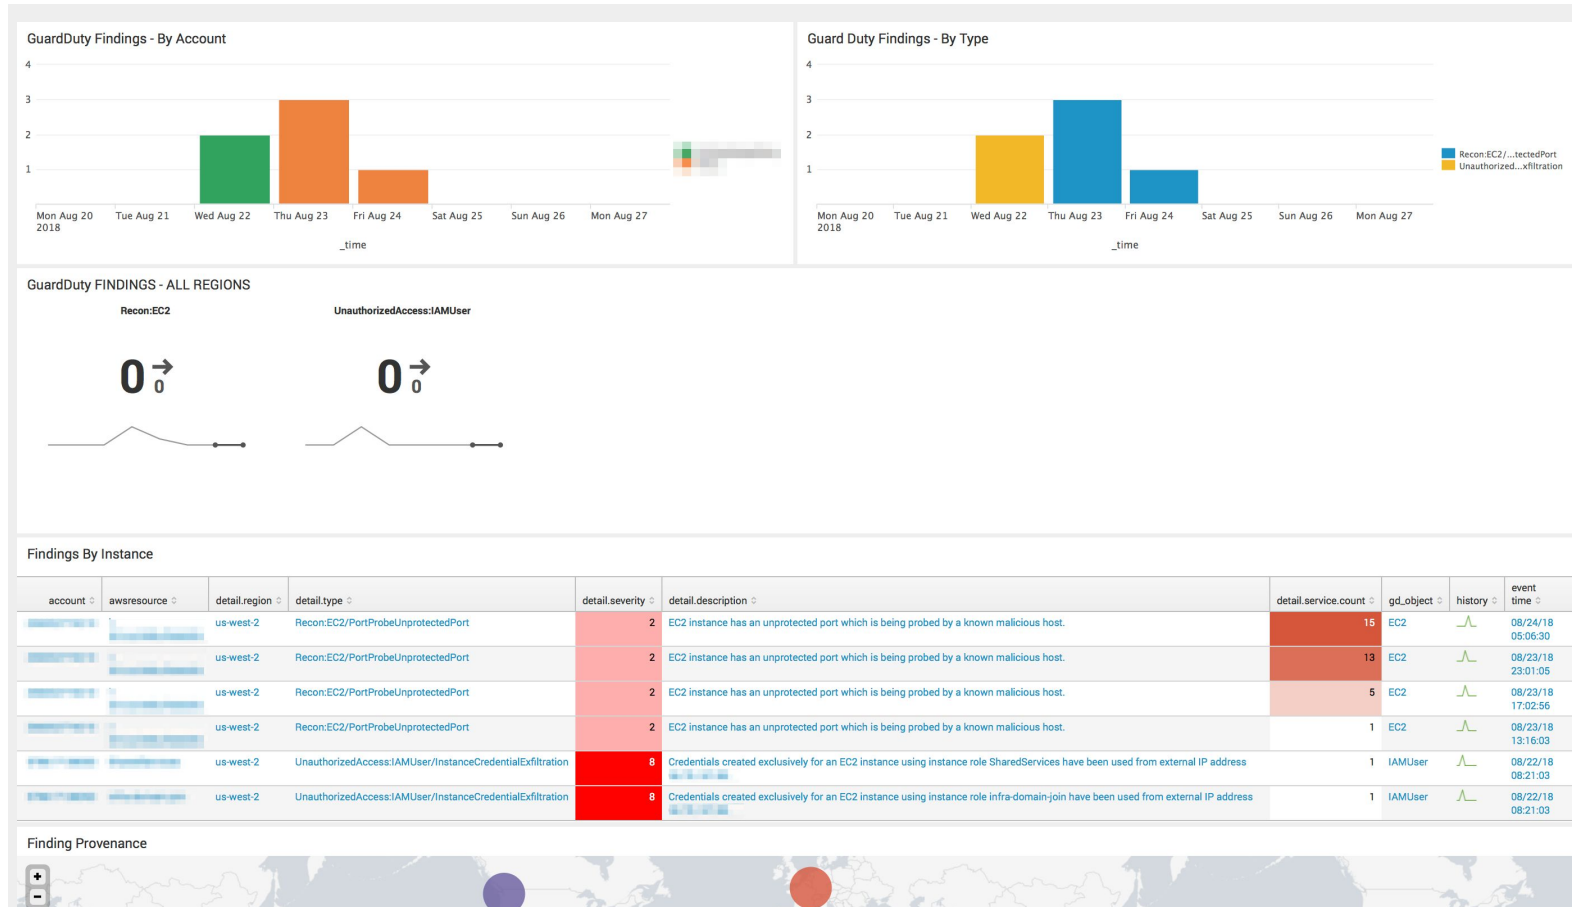 GuardDuty Findings - By Account
4
3
2
1
Mon Aug 20
2018
Tue Aug 21
Wed Aug 22
Thu Aug 23
Fri Aug 24
Sat Aug 25
Sun Aug 26
Mon Aug 27
_time
Guard Duty Findings - By Type
4
3
2
1
Mon Aug 20
2018
Tue Aug 21
Wed Aug 22
Thu Aug 23
Fri Aug 24
Sat Aug 25
Sun Aug 26
Mon Aug 27
_time
Recon:EC2/...tectedPort
Unauthorized...xfiltration
GuardDuty FINDINGS - ALL REGIONS
Recon:EC2
0
0
UnauthorizedAccess:IAMUser
0
0
Findings By Instance
account awsresource detail.region detail.type detail.severity detail.description detail.service.count gd_object history event time
us-west-2 Recon:EC2/PortProbeUnprotectedPort 2 EC2 instance has an unprotected port which is being probed by a known malicious host. 15 EC2 08/24/18
05:06:30
us-west-2 Recon:EC2/PortProbeUnprotectedPort 2 EC2 instance has an unprotected port which is being probed by a known malicious host. 13 EC2 08/23/18
23:01:05
us-west-2 Recon:EC2/PortProbeUnprotectedPort 2 EC2 instance has an unprotected port which is being probed by a known malicious host. 5 EC2 08/23/18
17:02:56
us-west-2 Recon:EC2/PortProbeUnprotectedPort 2 EC2 instance has an unprotected port which is being probed by a known malicious host. 1 EC2 08/23/18
13:16:03
us-west-2 UnauthorizedAccess:IAMUser/InstanceCredentialExfiltration 8 Credentials created exclusively for an EC2 instance using instance role SharedServices have been used from external IP address 1 IAMUser 08/22/18
08:21:03
us-west-2 UnauthorizedAccess:IAMUser/InstanceCredentialExfiltration 8 Credentials created exclusively for an EC2 instance using instance role infra-domain-join have been used from external IP address 1 IAMUser 08/22/18
08:21:03
Finding Provenance
+
-